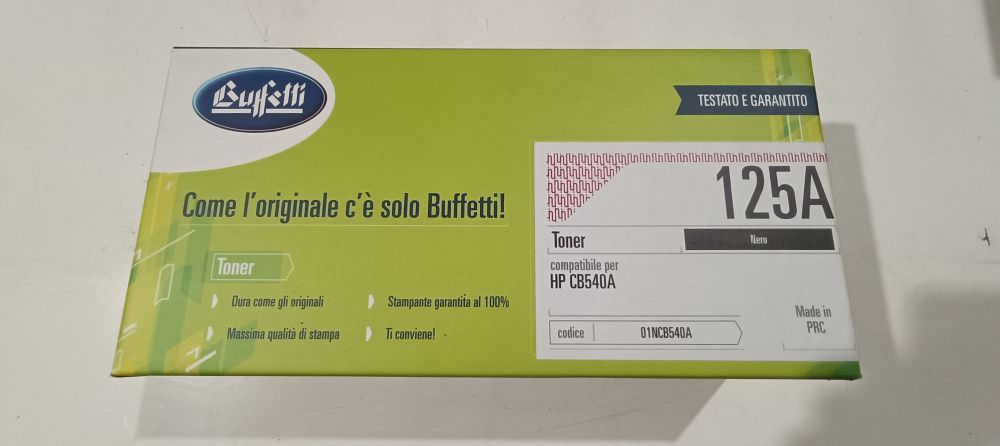 Buffetti
TESTATO E GARANTITO
Come l'originale c'è solo Buffetti!
Toner
Dura come gli originali
Stampante garantita al 100%
Massima qualità di stampa
Ti conviene!
125A
Toner
Nero
compatibile per
HP CB540A
Made in
PRC
codice
01NCB540A